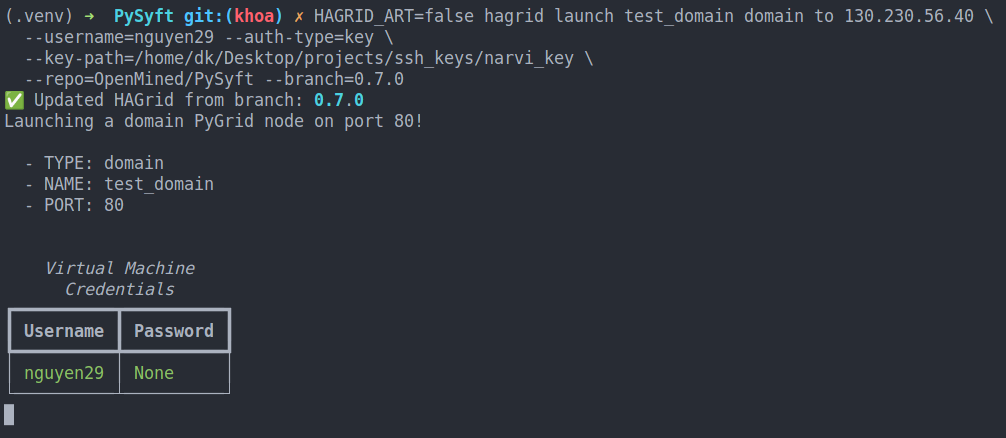 (.venv) ➜  PySyft git:(khoa) ✗ HAGRID_ART=false hagrid launch test_domain domain to 130.230.56.40 \
  --username=nguyen29 --auth-type=key \
  --key-path=/home/dk/Desktop/projects/ssh_keys/narvi_key \
  --repo=OpenMined/PySyft --branch=0.7.0
✅ Updated HAGrid from branch: 0.7.0
Launching a domain PyGrid node on port 80!
  - TYPE: domain
  - NAME: test_domain
  - PORT: 80
Virtual Machine
Credentials
Username Password
nguyen29 None